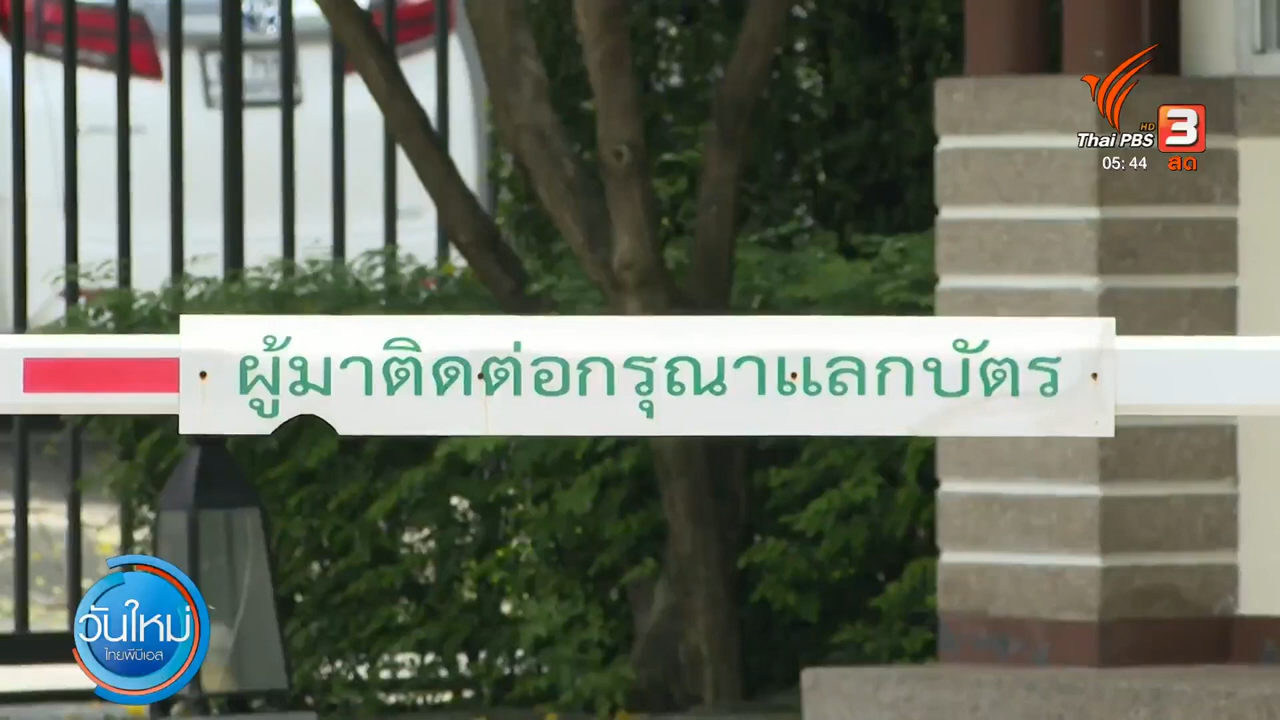 Thai PBS HD 3
05:44 สด
ผู้มาติดต่อกรุณาแลกบัตร
วันใหม่
ไทยพีบีเอส